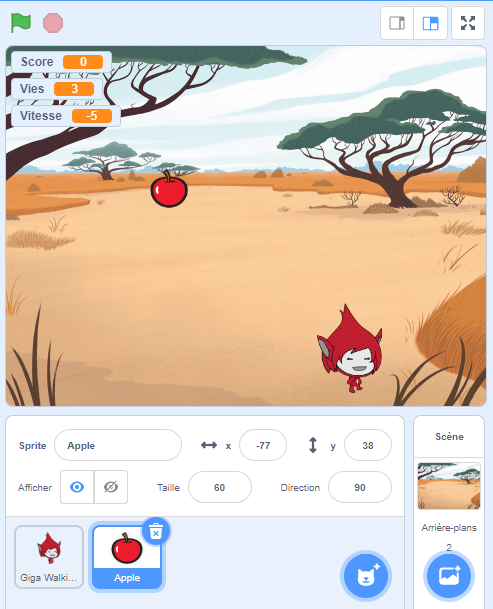 Score 0
Vies 3
Vitesse -5
Sprite Apple x -77 y 38
Afficher Taille 60 Direction 90
Giga Walki...
Apple
Scène
Arrière-plans
2